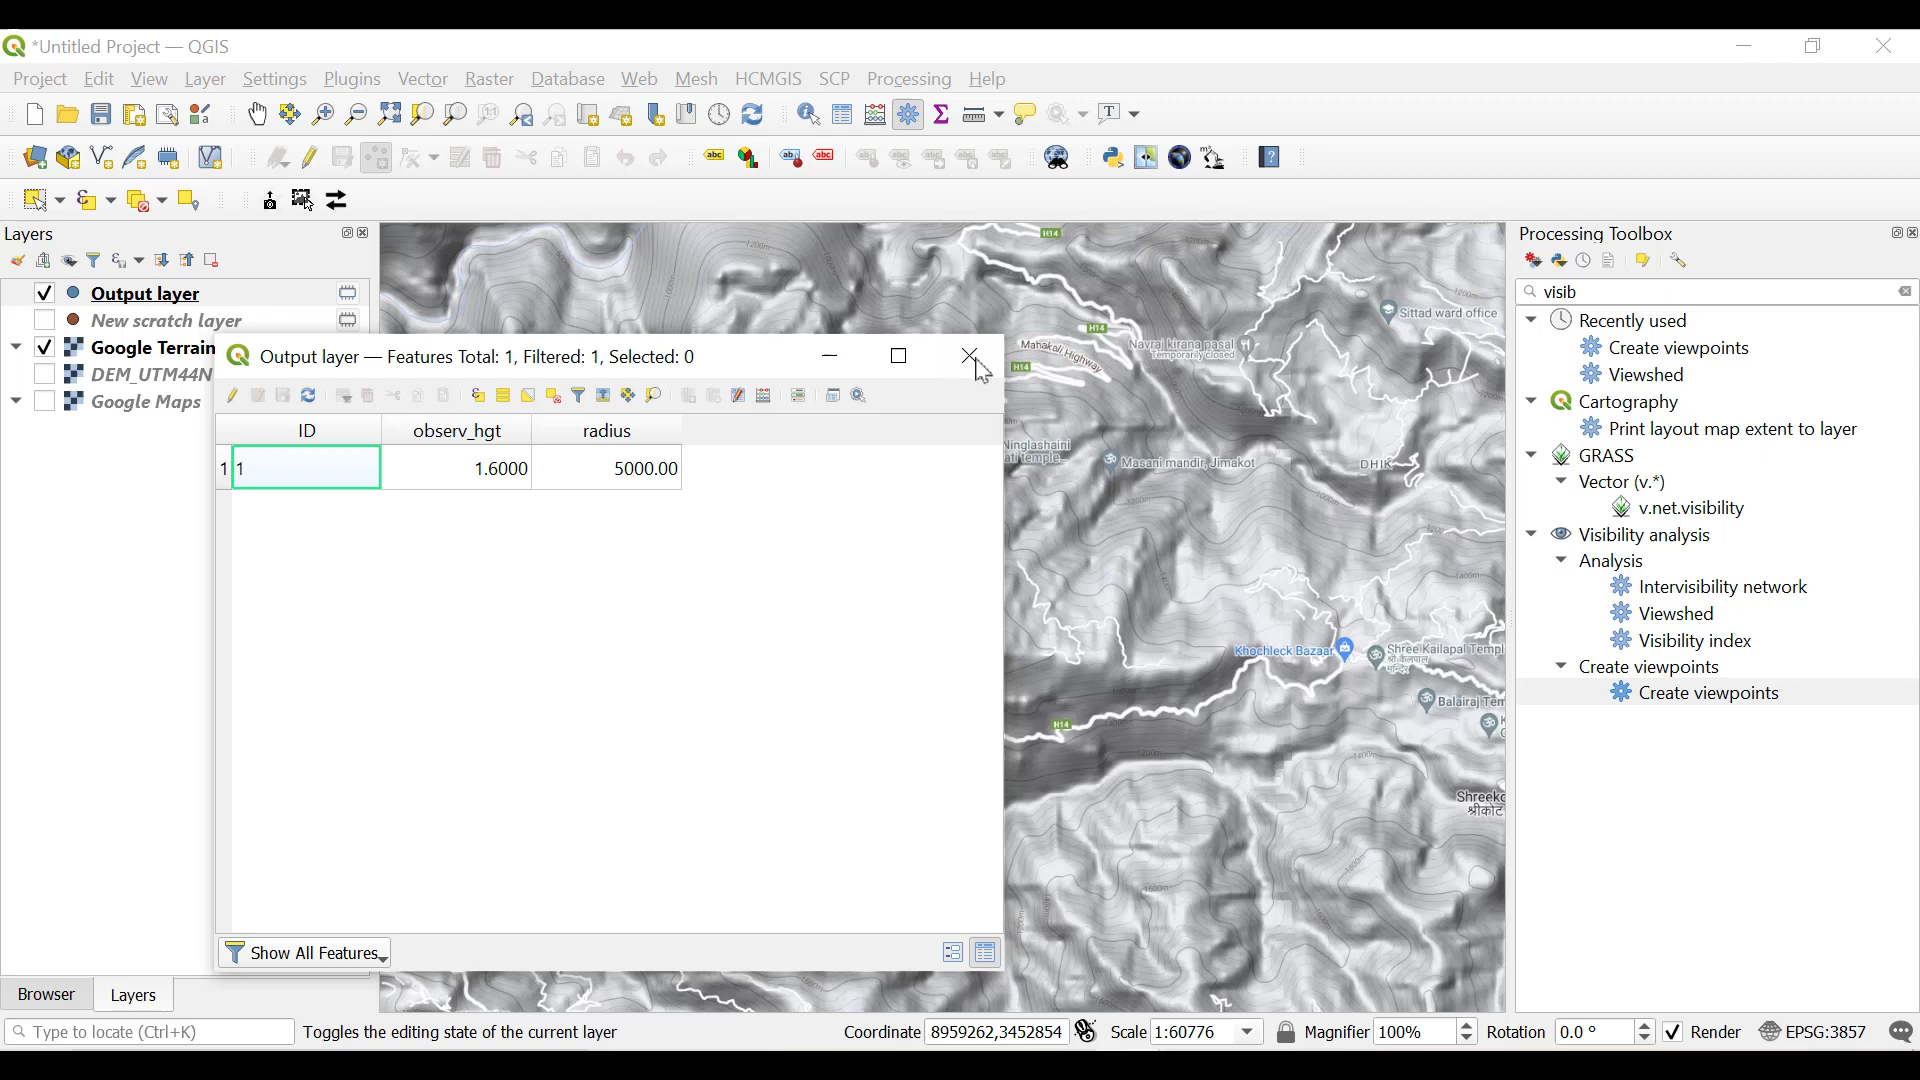 *Untitled Project — QGIS
Project Edit View Layer Settings Plugins Vector Raster Database Web Mesh HCMGIS SCP Processing Help
Layers
Output layer
New scratch layer
Google Terrain
DEM_UTM44N
Google Maps
Output layer — Features Total: 1, Filtered: 1, Selected: 0
ID observ_hgt radius
1 1 1.6000 5000.00
Show All Features
Browser Layers
H14
1200m
H14
Mahakali Highway
H14
Navraj kirana pasal
Temporarily closed
Sittad ward office
Masani mandir, Jimakot
DHIK
Khochleck Bazaar
Shree Kailapal Templ
H14
Balairaj Tem
Processing Toolbox
visib
Recently used
Create viewpoints
Viewshed
Cartography
Print layout map extent to layer
GRASS
Vector (v.*)
v.net.visibility
Visibility analysis
Analysis
Intervisibility network
Viewshed
Visibility index
Create viewpoints
Create viewpoints
Type to locate (Ctrl+K) Toggles the editing state of the current layer Coordinate 8959262,3452854 Scale 1:60776 Magnifier 100% Rotation 0.0 ° Render EPSG:3857